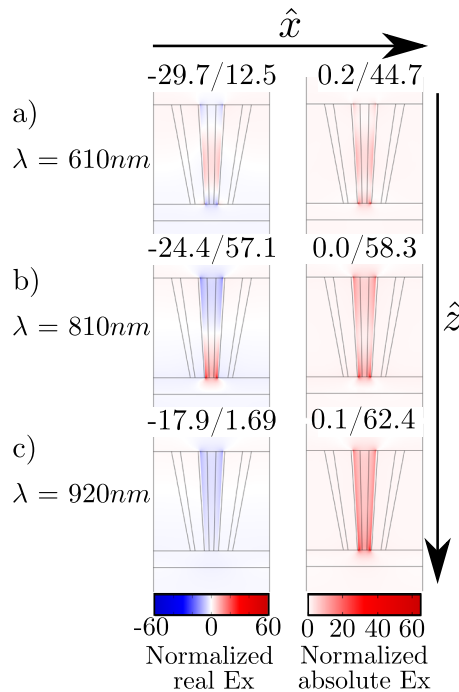 x̂
-29.7/12.5 0.2/44.7
a)
λ = 610nm
-24.4/57.1 0.0/58.3
b)
ẑ
λ = 810nm
-17.9/1.69 0.1/62.4
c)
λ = 920nm
-60 0 60 0 20 40 60
Normalized Normalized
real Ex absolute Ex